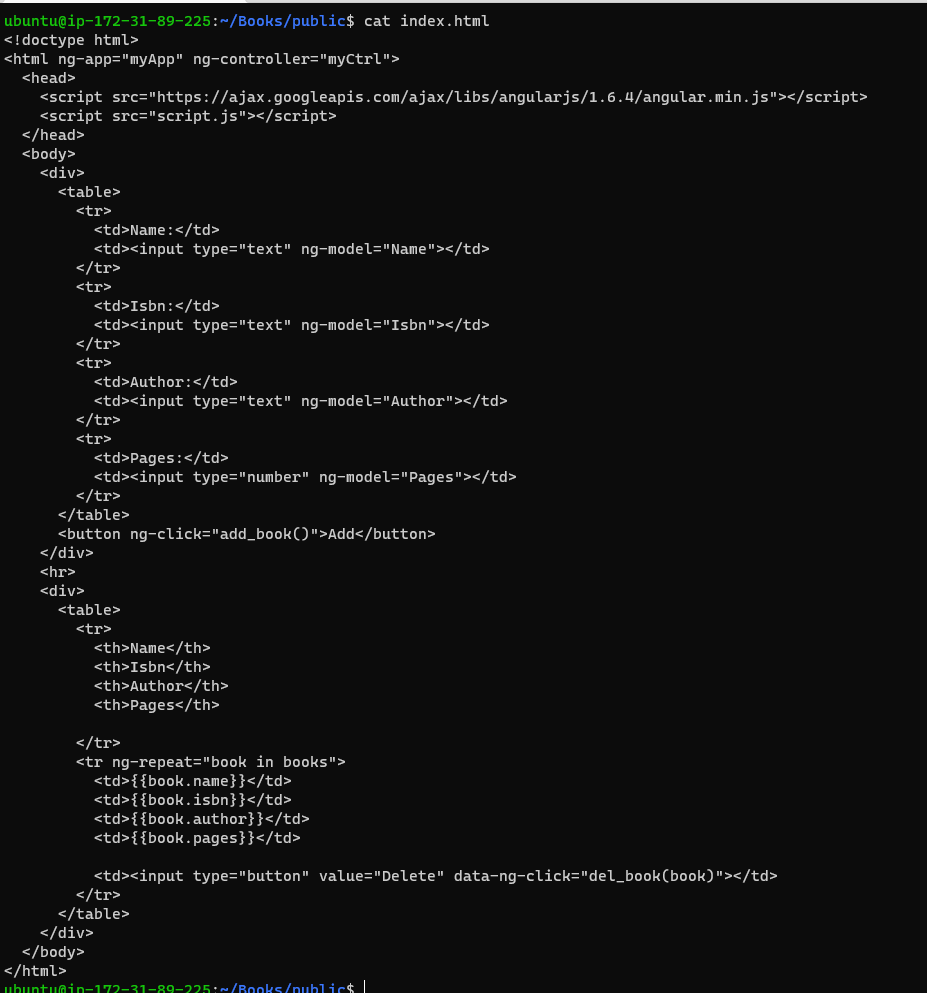 ubuntu@ip-172-31-89-225:~/Books/public$ cat index.html
<!doctype html>
<html ng-app="myApp" ng-controller="myCtrl">
  <head>
    <script src="https://ajax.googleapis.com/ajax/libs/angularjs/1.6.4/angular.min.js"></script>
    <script src="script.js"></script>
  </head>
  <body>
    <div>
      <table>
        <tr>
          <td>Name:</td>
          <td><input type="text" ng-model="Name"></td>
        </tr>
        <tr>
          <td>Isbn:</td>
          <td><input type="text" ng-model="Isbn"></td>
        </tr>
        <tr>
          <td>Author:</td>
          <td><input type="text" ng-model="Author"></td>
        </tr>
        <tr>
          <td>Pages:</td>
          <td><input type="number" ng-model="Pages"></td>
        </tr>
      </table>
      <button ng-click="add_book()">Add</button>
    </div>
    <hr>
    <div>
      <table>
        <tr>
          <th>Name</th>
          <th>Isbn</th>
          <th>Author</th>
          <th>Pages</th>

        </tr>
        <tr ng-repeat="book in books">
          <td>{{book.name}}</td>
          <td>{{book.isbn}}</td>
          <td>{{book.author}}</td>
          <td>{{book.pages}}</td>

          <td><input type="button" value="Delete" data-ng-click="del_book(book)"></td>
        </tr>
      </table>
    </div>
  </body>
</html>
ubuntu@ip-172-31-89-225:~/Books/public$